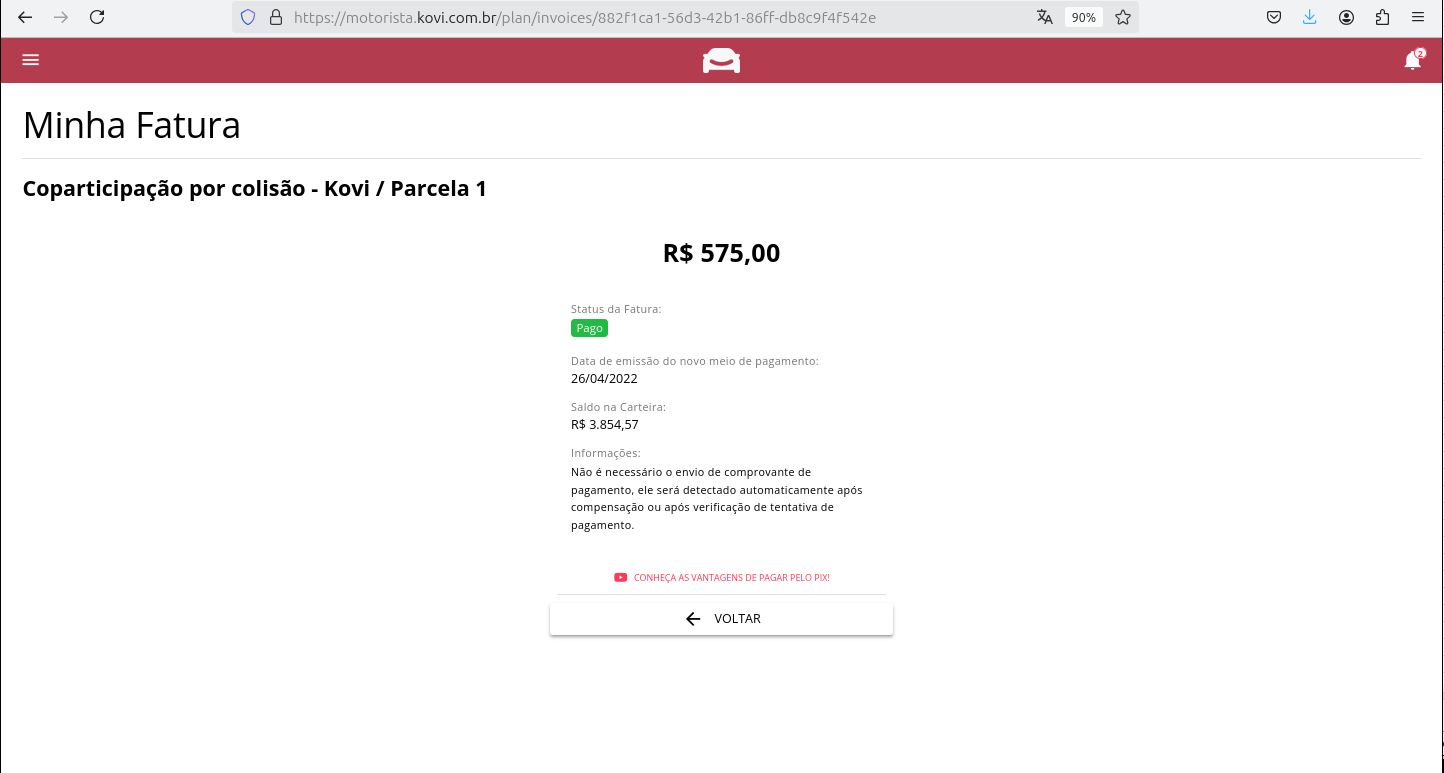 https://motorista.kovi.com.br/plan/invoices/882f1ca1-56d3-42b1-86ff-db8c9f4f542e
90%
2
Minha Fatura
Coparticipação por colisão - Kovi / Parcela 1
R$ 575,00
Status da Fatura:
Pago
Data de emissão do novo meio de pagamento:
26/04/2022
Saldo na Carteira:
R$ 3.854,57
Informações:
Não é necessário o envio de comprovante de
pagamento, ele será detectado automaticamente após
compensação ou após verificação de tentativa de
pagamento.
CONHEÇA AS VANTAGENS DE PAGAR PELO PIX!
VOLTAR